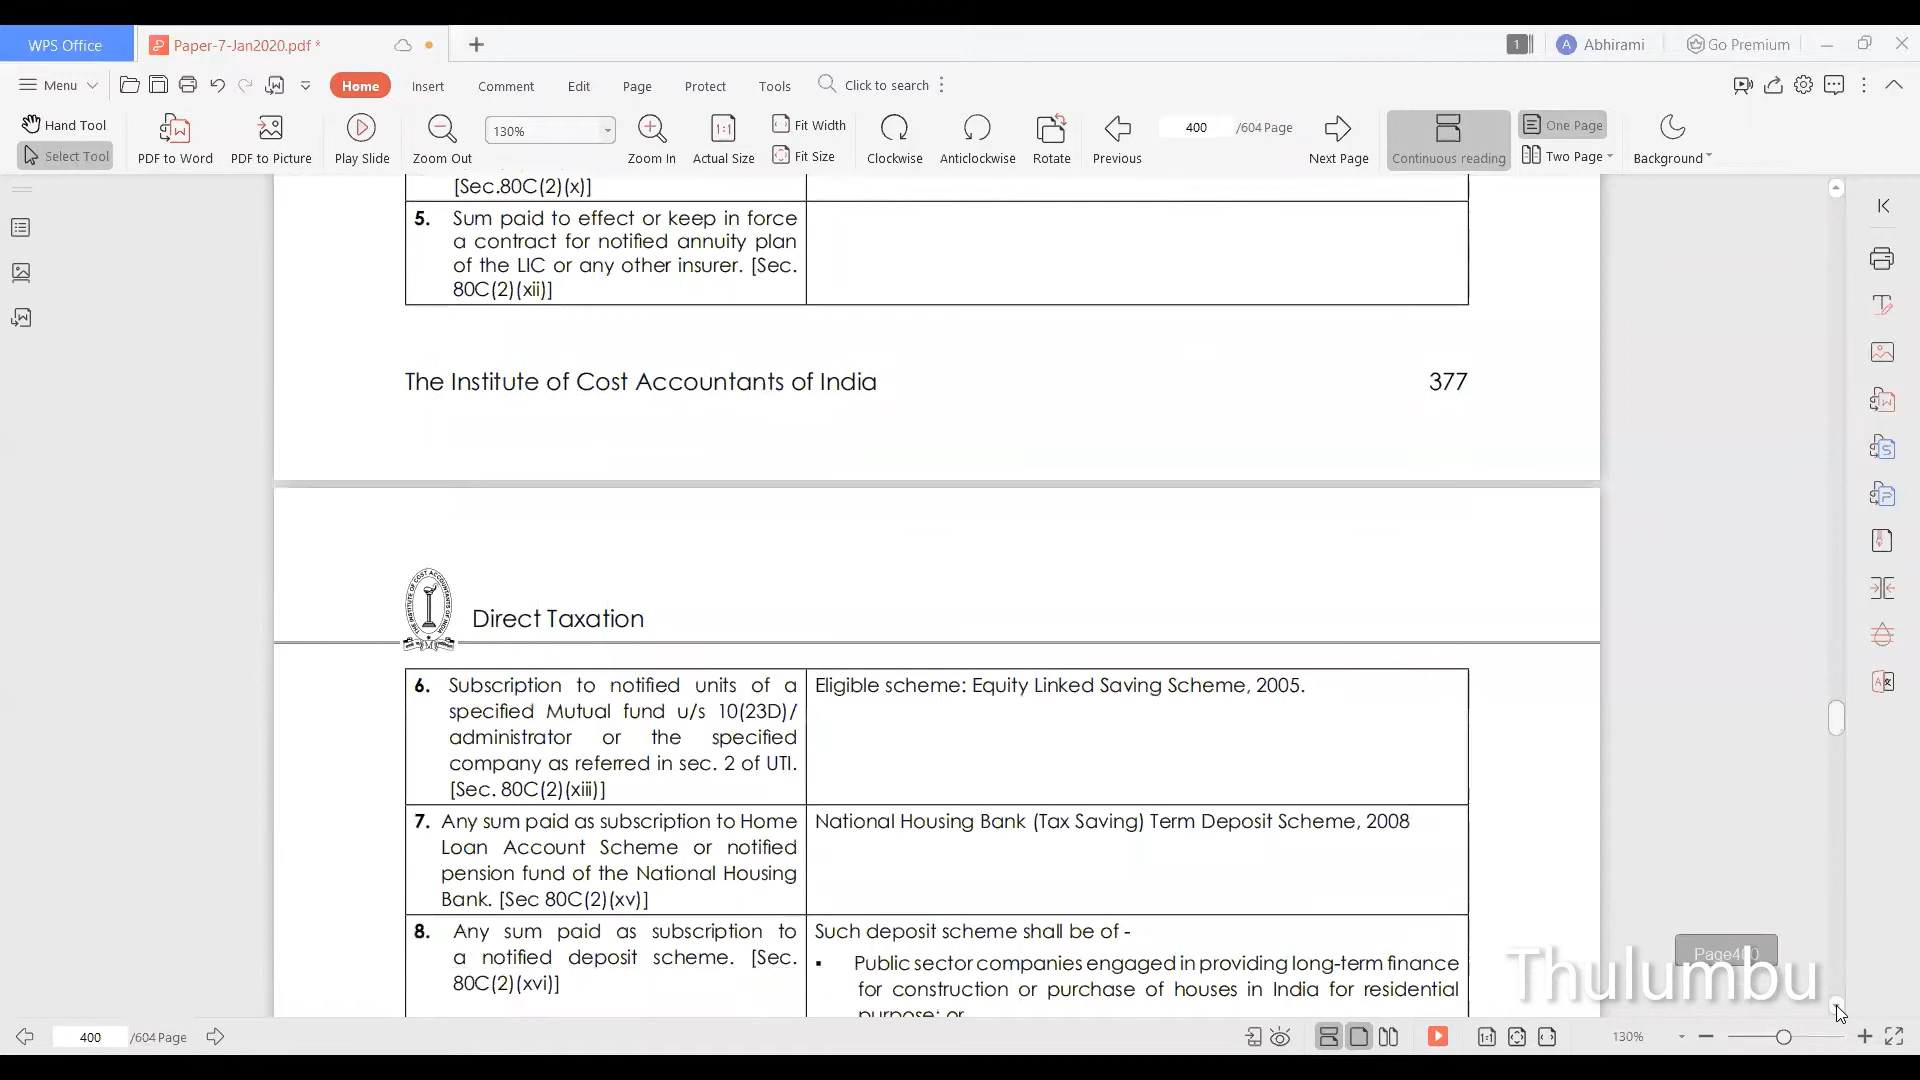 WPS Office
Paper-7-Jan2020.pdf *
1
A Abhirami
Go Premium
Menu
Home
Insert
Comment
Edit
Page
Protect
Tools
Click to search
Hand Tool
Select Tool
PDF to Word
PDF to Picture
Play Slide
Zoom Out
130%
Zoom In
1:1
Actual Size
Fit Width
Fit Size
Clockwise
Anticlockwise
Rotate
Previous
400 /604 Page
Next Page
Continuous reading
One Page
Two Page
Background
[Sec.80C(2)(x)]
5. Sum paid to effect or keep in force
a contract for notified annuity plan
of the LIC or any other insurer. [Sec.
80C(2)(xii)]
The Institute of Cost Accountants of India 377
Direct Taxation
6. Subscription to notified units of a
specified Mutual fund u/s 10(23D)/
administrator or the specified
company as referred in sec. 2 of UTI.
[Sec. 80C(2)(xiii)]
Eligible scheme: Equity Linked Saving Scheme, 2005.
7. Any sum paid as subscription to Home
Loan Account Scheme or notified
pension fund of the National Housing
Bank. [Sec 80C(2)(xv)]
National Housing Bank (Tax Saving) Term Deposit Scheme, 2008
8. Any sum paid as subscription to
a notified deposit scheme. [Sec.
80C(2)(xvi)]
Such deposit scheme shall be of -
▪ Public sector companies engaged in providing long-term finance
for construction or purchase of houses in India for residential
purpose; or
Page400
Thulumbu
400 /604 Page
130%